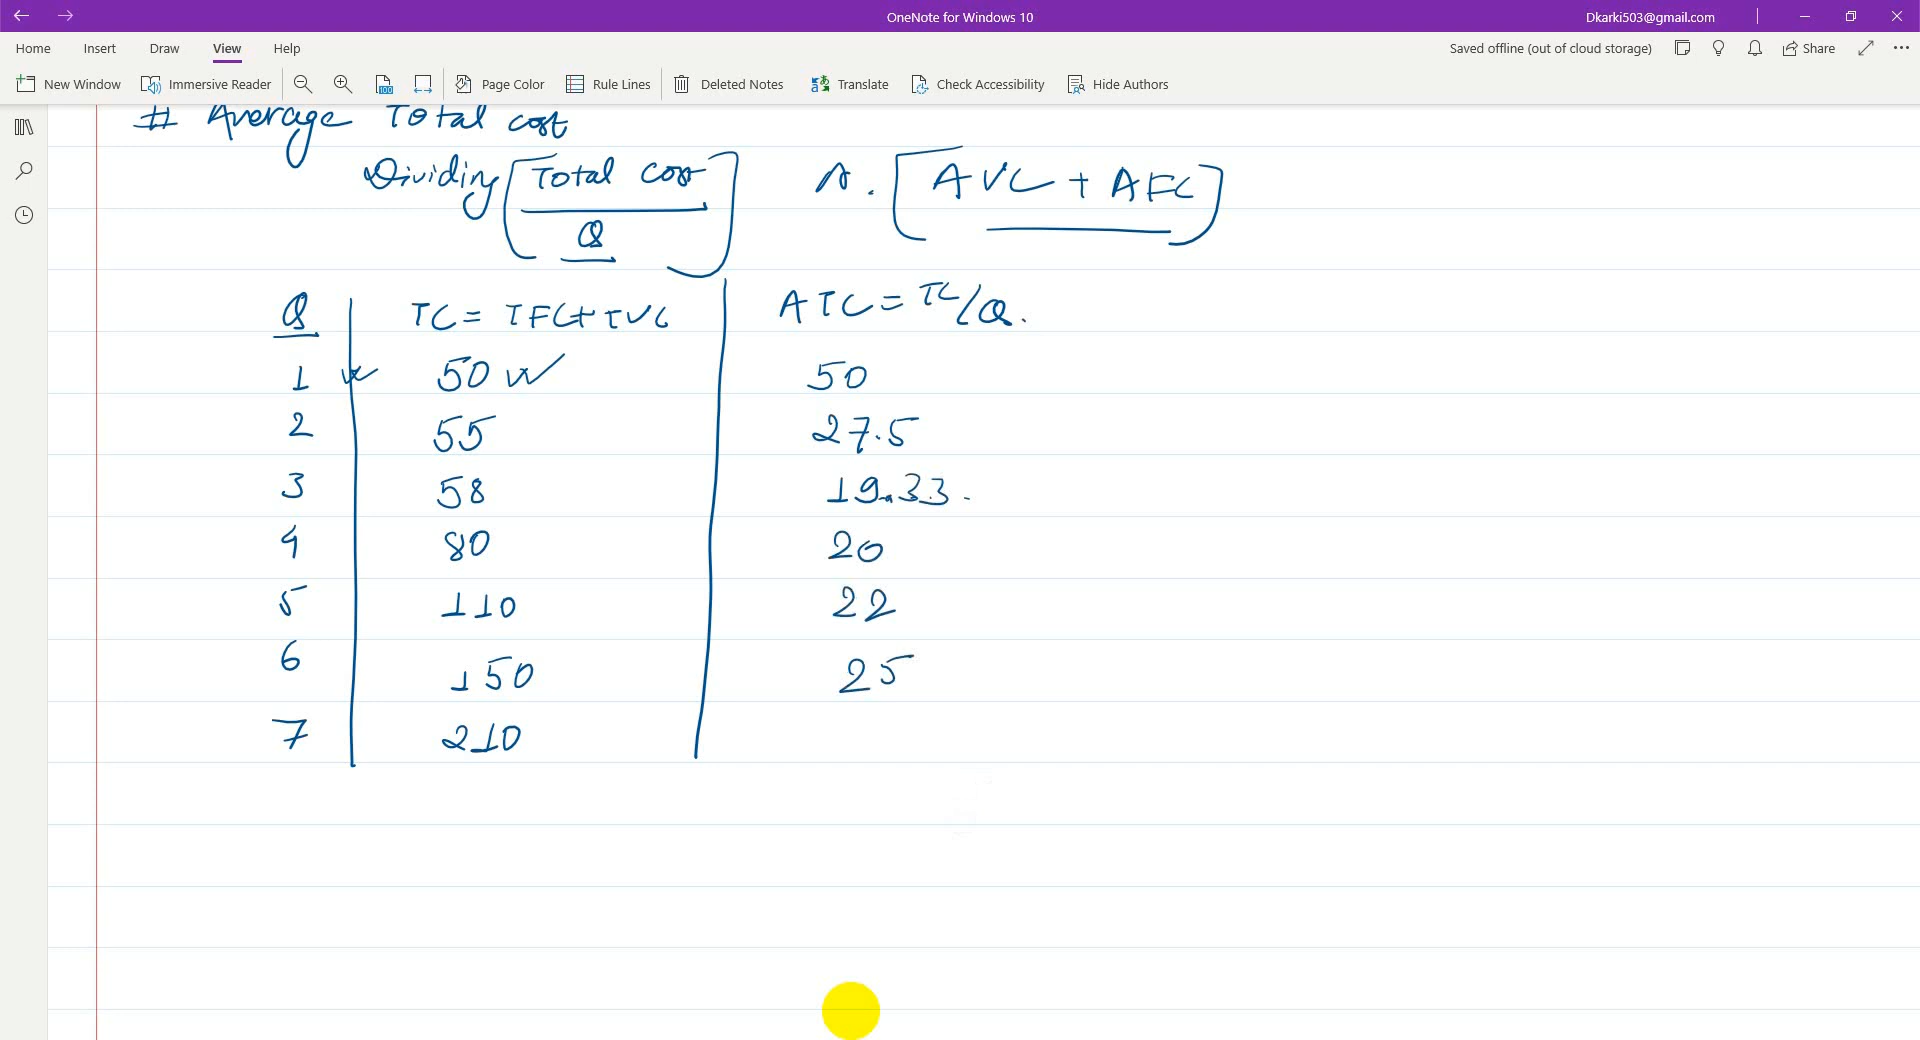 OneNote for Windows 10
Dkarki503@gmail.com
Home Insert Draw View Help
Saved offline (out of cloud storage) Share
New Window Immersive Reader Page Color Rule Lines Deleted Notes Translate Check Accessibility Hide Authors
# Average Total cost
Dividing [Total cost / Q] [AVC + AFC]
Q TC = TFC+TVC ATC = TC/Q.
1 50 50
2 55 27.5
3 58 19.33
4 80 20
5 110 22
6 150 25
7 210